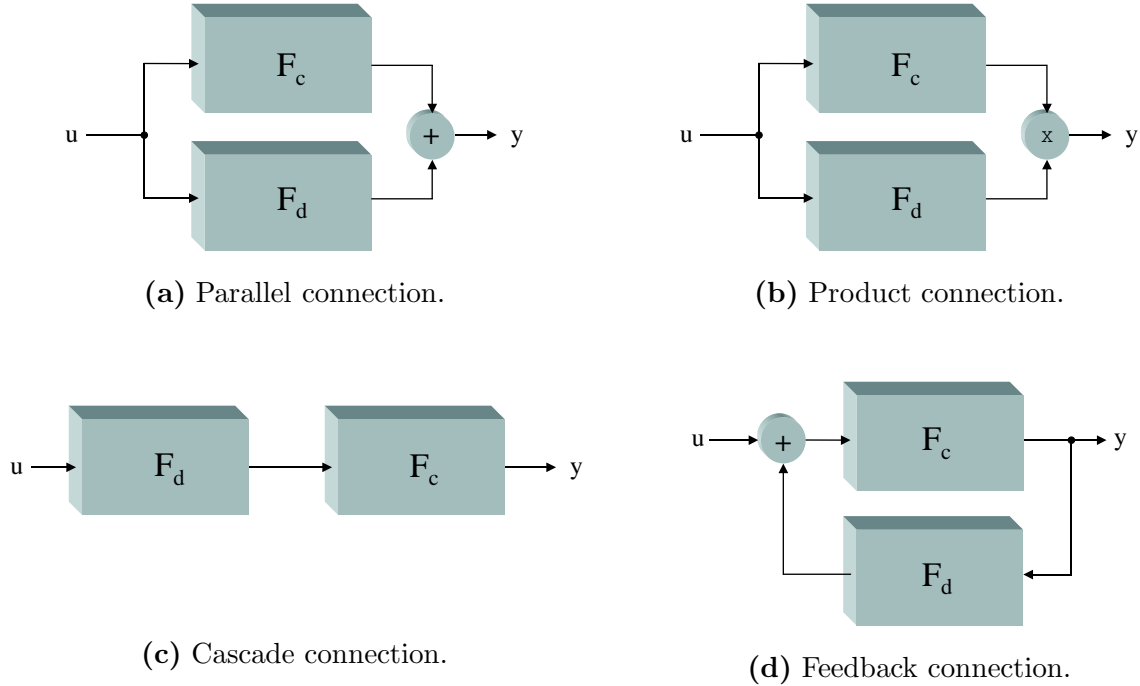 F_c
u
+
y
F_d
(a) Parallel connection.
F_c
u
x
y
F_d
(b) Product connection.
u
F_d
F_c
y
(c) Cascade connection.
u
+
F_c
y
F_d
(d) Feedback connection.